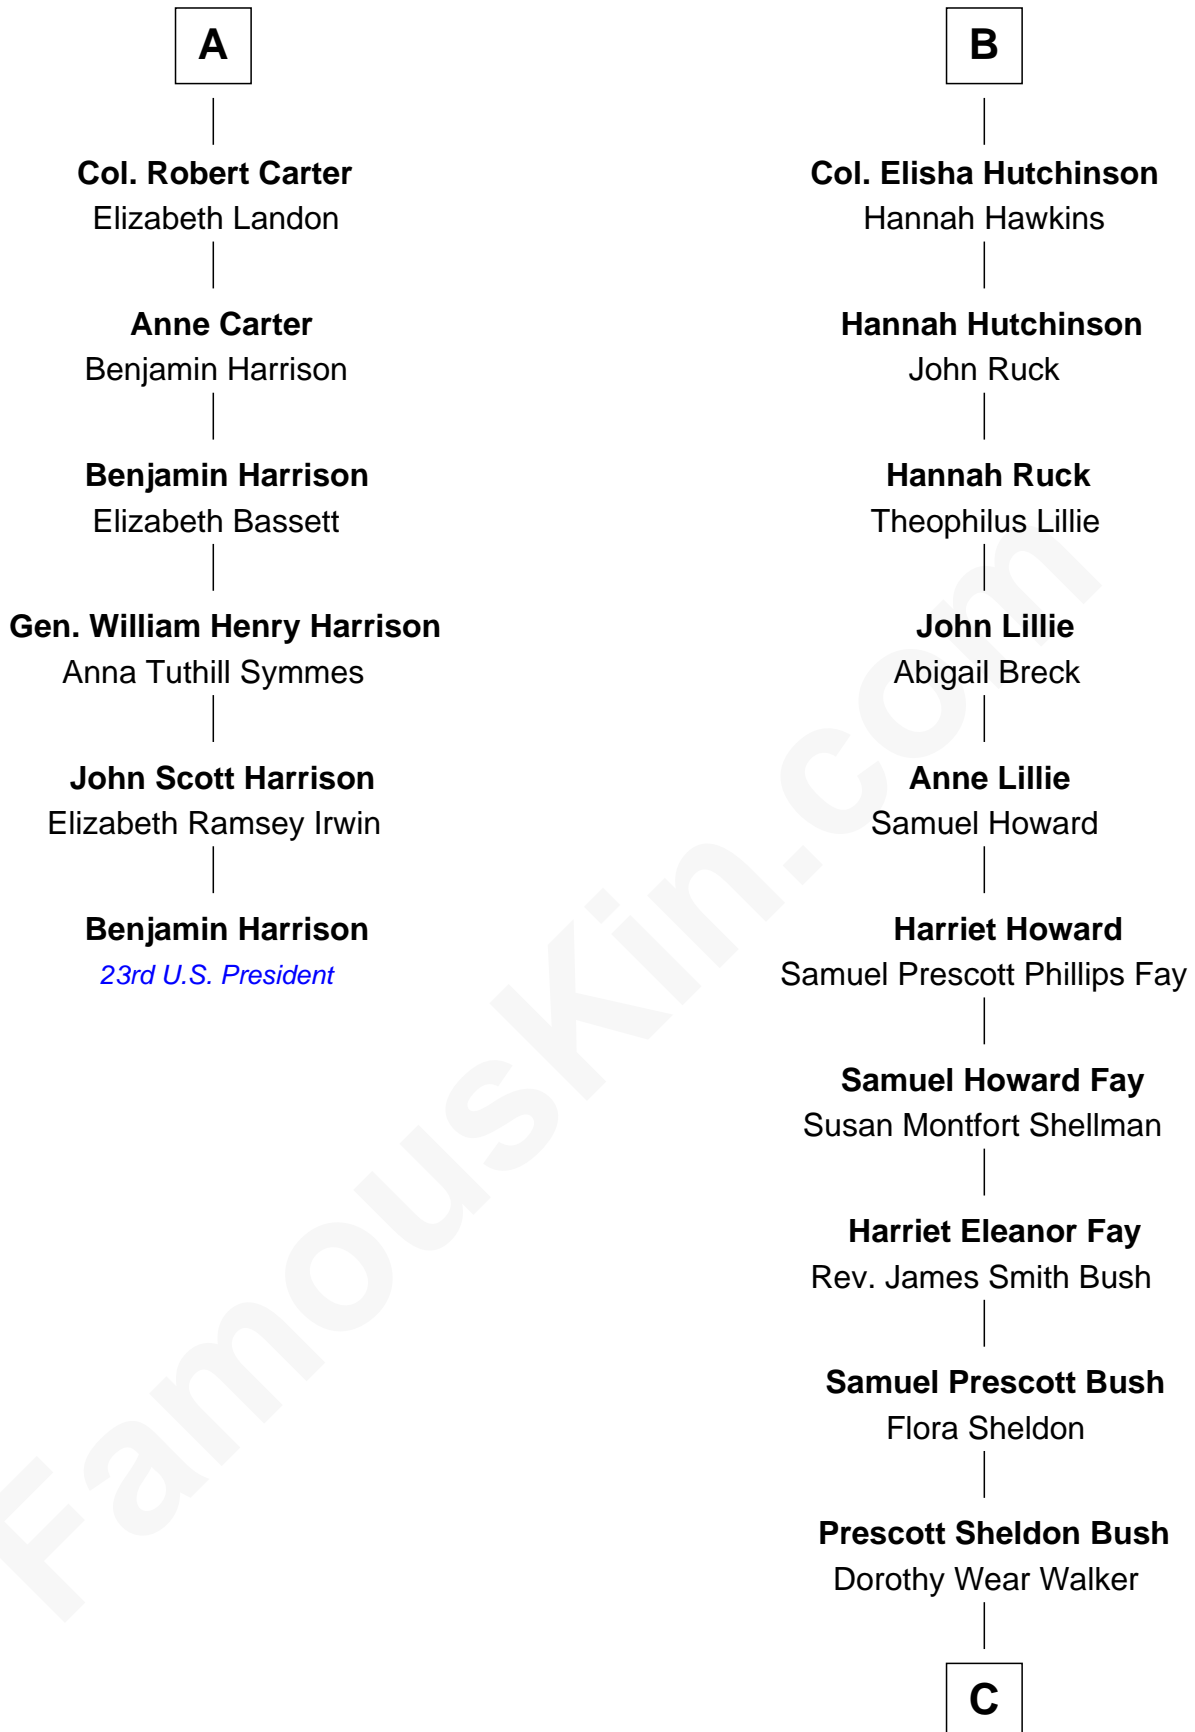 A
Col. Robert Carter
Elizabeth Landon
Anne Carter
Benjamin Harrison
Benjamin Harrison
Elizabeth Bassett
Gen. William Henry Harrison
Anna Tuthill Symmes
John Scott Harrison
Elizabeth Ramsey Irwin
Benjamin Harrison
23rd U.S. President
B
Col. Elisha Hutchinson
Hannah Hawkins
Hannah Hutchinson
John Ruck
Hannah Ruck
Theophilus Lillie
John Lillie
Abigail Breck
Anne Lillie
Samuel Howard
Harriet Howard
Samuel Prescott Phillips Fay
Samuel Howard Fay
Susan Montfort Shellman
Harriet Eleanor Fay
Rev. James Smith Bush
Samuel Prescott Bush
Flora Sheldon
Prescott Sheldon Bush
Dorothy Wear Walker
C
FamousKin.com